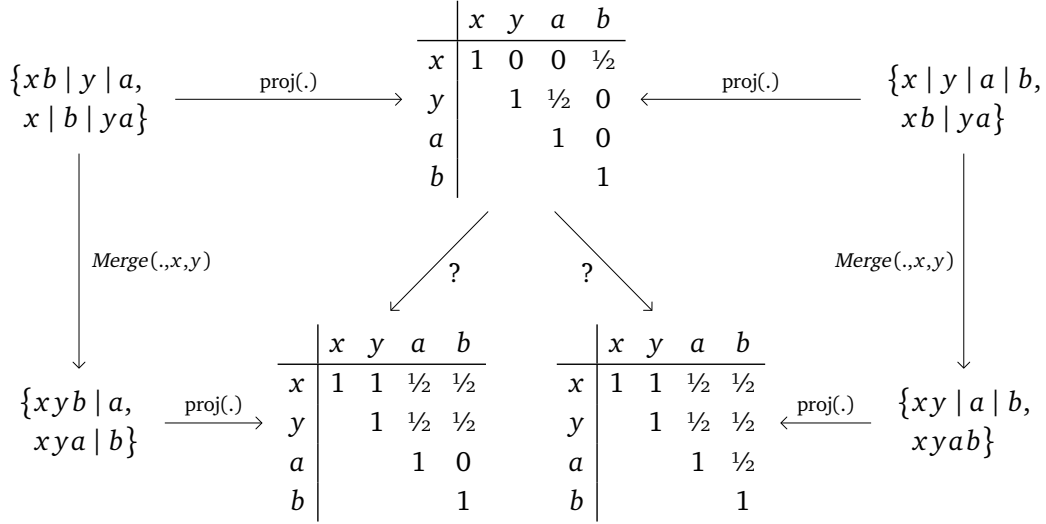 x y a b
x 1 0 0 ½
y 1 ½ 0
a 1 0
b 1
{xb | y | a,
x | b | ya}
proj(.)
proj(.)
{x | y | a | b,
xb | ya}
Merge(.,x,y)
?
?
Merge(.,x,y)
{xyb | a,
xya | b}
proj(.)
x y a b
x 1 1 ½ ½
y 1 ½ ½
a 1 0
b 1
x y a b
x 1 1 ½ ½
y 1 ½ ½
a 1 ½
b 1
proj(.)
{xy | a | b,
xyab}